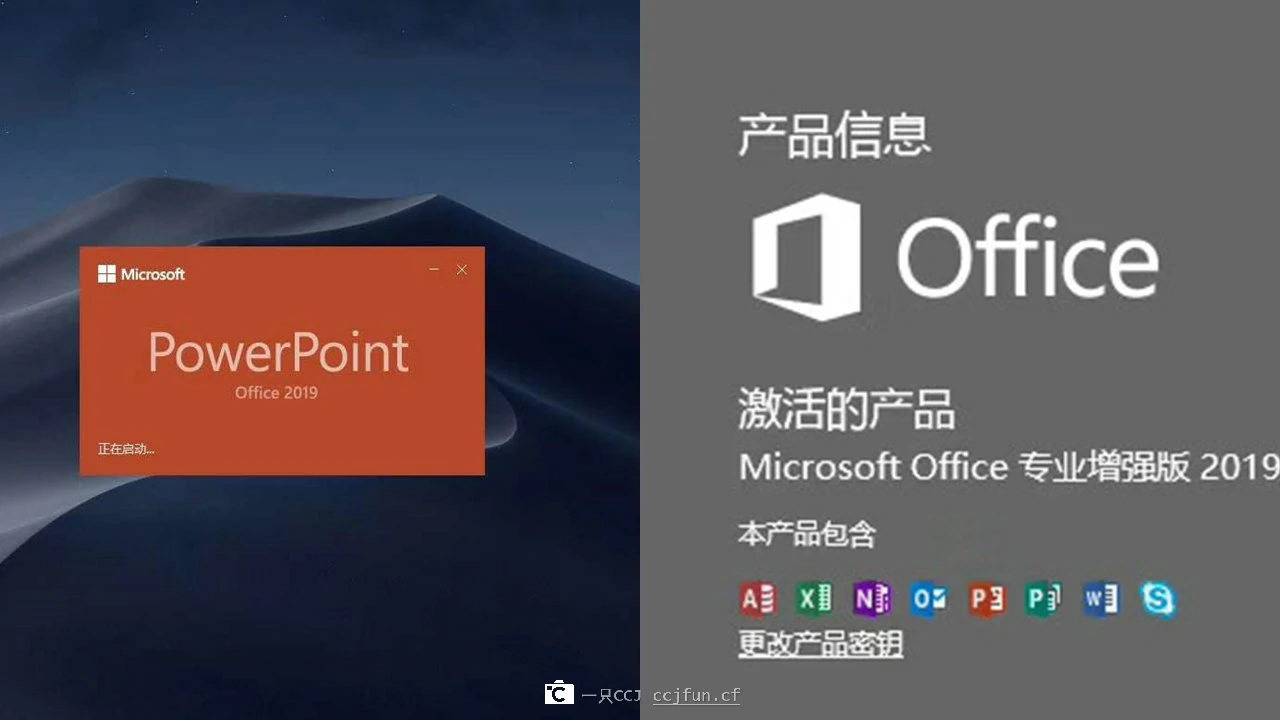 Microsoft
PowerPoint
Office 2019
正在启动...
产品信息
Office
激活的产品
Microsoft Office 专业增强版 2019
本产品包含
更改产品密钥
一只CCJ ccjfun.cf